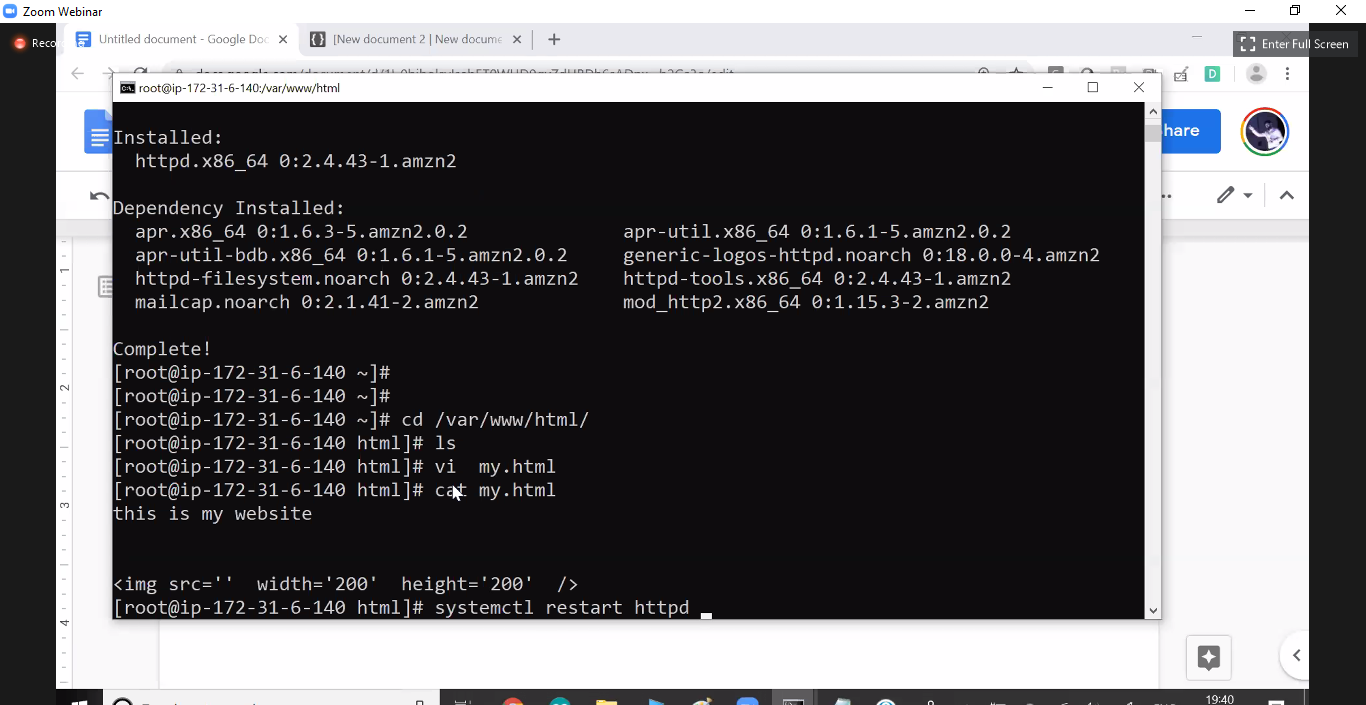 Zoom Webinar
Untitled document - Google Doc
[New document 2 | New docume
Enter Full Screen
root@ip-172-31-6-140:/var/www/html
hare
Installed:
httpd.x86_64 0:2.4.43-1.amzn2
Dependency Installed:
apr.x86_64 0:1.6.3-5.amzn2.0.2 apr-util.x86_64 0:1.6.1-5.amzn2.0.2
apr-util-bdb.x86_64 0:1.6.1-5.amzn2.0.2 generic-logos-httpd.noarch 0:18.0.0-4.amzn2
httpd-filesystem.noarch 0:2.4.43-1.amzn2 httpd-tools.x86_64 0:2.4.43-1.amzn2
mailcap.noarch 0:2.1.41-2.amzn2 mod_http2.x86_64 0:1.15.3-2.amzn2
Complete!
[root@ip-172-31-6-140 ~]#
[root@ip-172-31-6-140 ~]#
[root@ip-172-31-6-140 ~]# cd /var/www/html/
[root@ip-172-31-6-140 html]# ls
[root@ip-172-31-6-140 html]# vi  my.html
[root@ip-172-31-6-140 html]# cat my.html
this is my website
<img src=''  width='200'  height='200'  />
[root@ip-172-31-6-140 html]# systemctl restart httpd
1
2
3
4
19:40